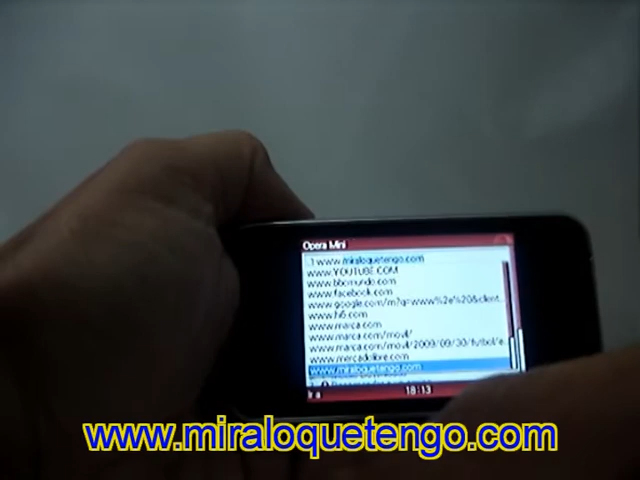 Opera Mini
www.miraloquetengo.com
www.YOUTUBE.COM
www.bbcmundo.com
www.facebook.com
www.google.com/m?q=www%2e%20&client...
www.hi5.com
www.marca.com
www.marca.com/movil/
www.marca.com/movil/2009/09/30/futbol/e...
www.mercadolibre.com
www.miraloquetengo.com
18:13
www.miraloquetengo.com